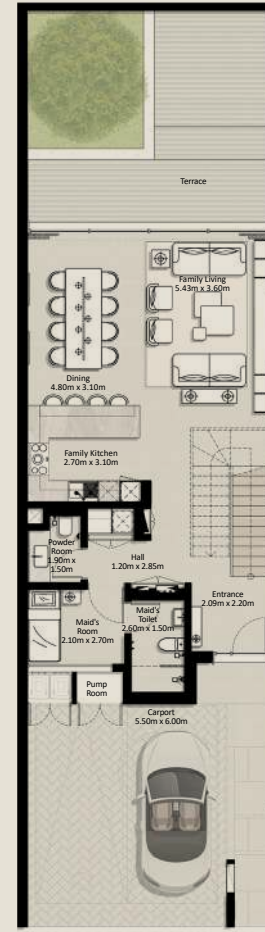 Terrace
Family Living
5.43m x 3.60m
Dining
4.80m x 3.10m
Family Kitchen
2.70m x 3.10m
Powder
Room
1.90m x
1.50m
Hall
1.20m x 2.85m
Maid's
Room
2.10m x 2.70m
Maid's
Toilet
2.60m x 1.50m
Entrance
2.09m x 2.20m
Pump
Room
Carport
5.50m x 6.00m